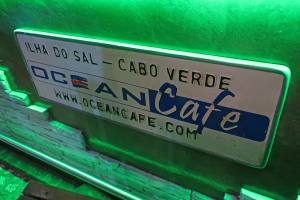 ILHA DO SAL – CABO VERDE
OCEAN Cafe
WWW.OCEANCAFE.COM